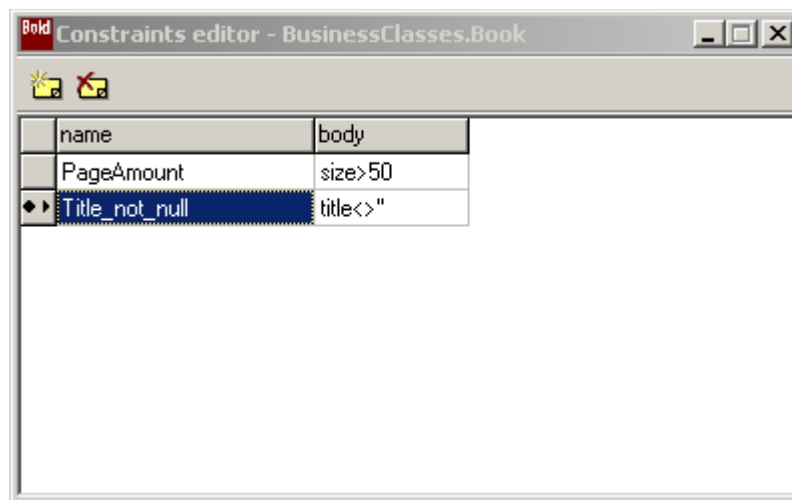 Bold Constraints editor - BusinessClasses.Book
name body
PageAmount size>50
Title_not_null title<>''